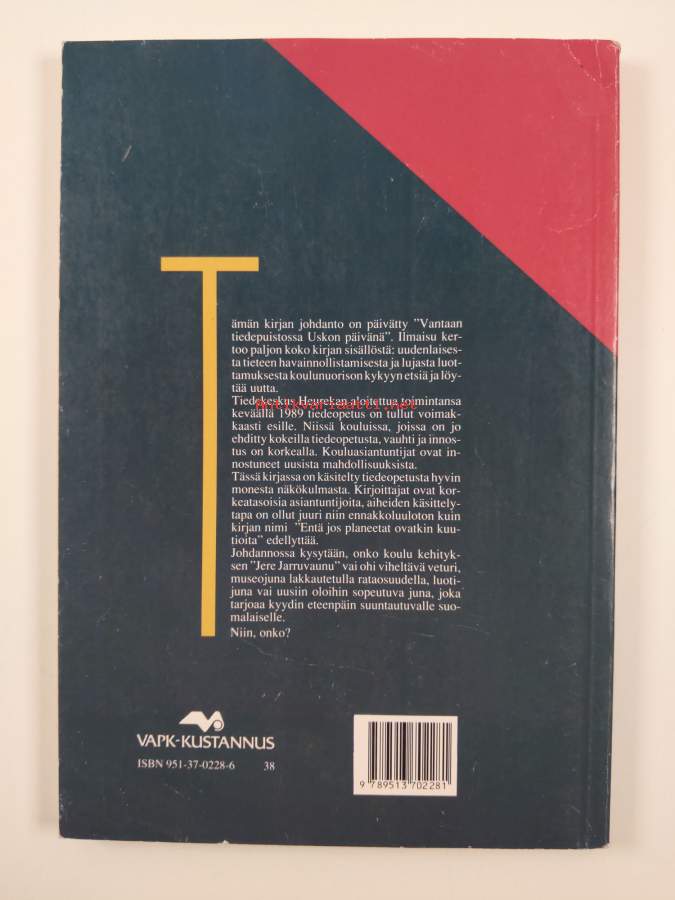 T
ämän kirjan johdanto on päivätty ”Vantaan
tiedepuistossa Uskon päivänä”. Ilmaisu ker-
too paljon koko kirjan sisällöstä: uudenlaises-
ta tieteen havainnollistamisesta ja lujasta luot-
tamuksesta koulunuorison kykyyn etsiä ja löy-
tää uutta.
Tiedekeskus Heurekan aloitettua toimintansa
keväällä 1989 tiedeopetus on tullut voimak-
kaasti esille. Niissä kouluissa, joissa on jo
ehditty kokeilla tiedeopetusta, vauhti ja innos-
tus on korkealla. Kouluasiantuntijat ovat in-
nostuneet uusista mahdollisuuksista.
Tässä kirjassa on käsitelty tiedeopetusta hyvin
monesta näkökulmasta. Kirjoittajat ovat kor-
keatasoisia asiantuntijoita, aiheiden käsittely-
tapa on ollut juuri niin ennakkoluuloton kuin
kirjan nimi ”Entä jos planeetat ovatkin kuu-
tioita” edellyttää.
Johdannossa kysytään, onko koulu kehityk-
sen ”Jere Jarruvaunu” vai ohi viheltävä veturi,
museojuna lakkautetulla rataosuudella, luoti-
juna vai uusiin oloihin sopeutuva juna, joka
tarjoaa kyydin eteenpäin suuntautuvalle suo-
malaiselle.
Niin, onko?
Antikvariaatti.net
VAPK-KUSTANNUS
ISBN 951-37-0228-6 38
9 789513 702281